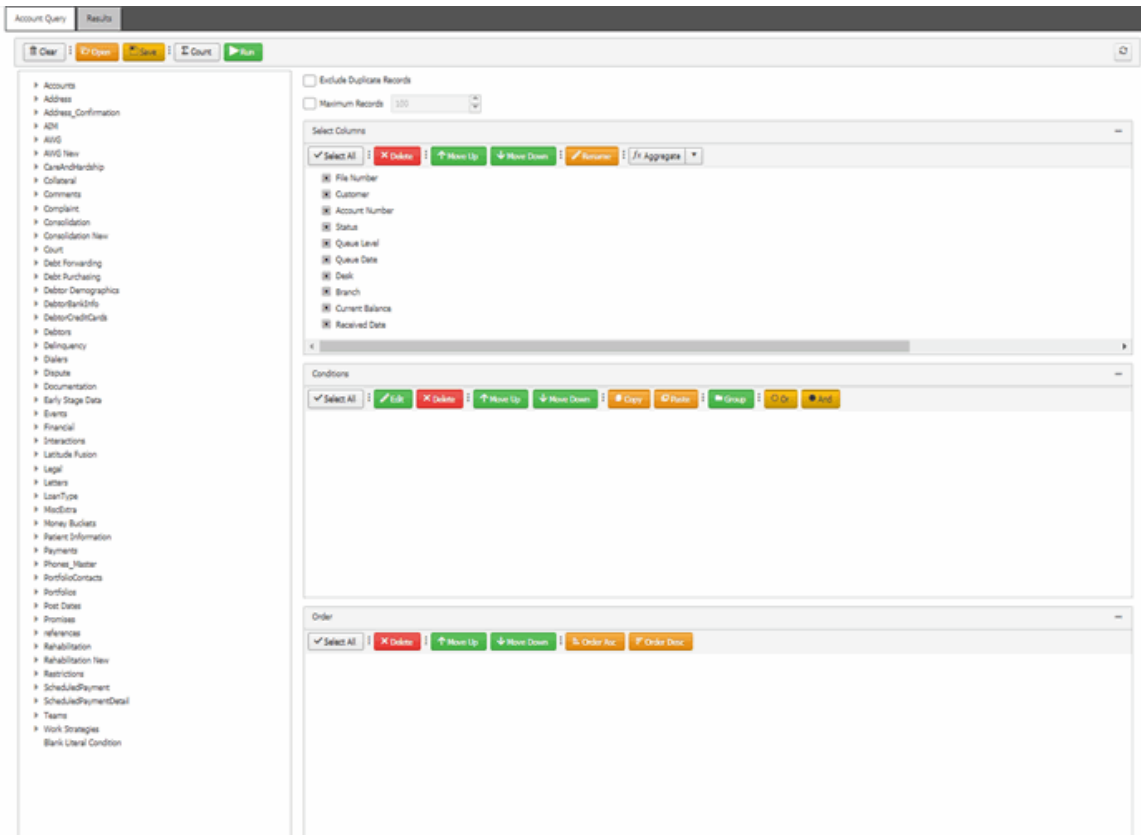 Account Query Results
Clear Open Save Count Run
Accounts
Address
Address_Confirmation
AIM
AWG
AWG New
CareAndHardship
Collateral
Comments
Complaint
Consolidation
Consolidation New
Court
Debt Forwarding
Debt Purchasing
Debtor Demographics
DebtorBankInfo
DebtorCreditCards
Debtors
Delinquency
Dialers
Dispute
Documentation
Early Stage Data
Events
Financial
Interactions
Latitude Fusion
Legal
Letters
LoanType
MiscExtra
Money Buckets
Patient Information
Payments
Phones_Master
PortfolioContacts
Portfolios
Post Dates
Promises
references
Rehabilitation
Rehabilitation New
Restrictions
ScheduledPayment
ScheduledPaymentDetail
Teams
Work Strategies
Blank Literal Condition
Exclude Duplicate Records
Maximum Records 100
Select Columns
Select All Delete Move Up Move Down Rename fx Aggregate
File Number
Customer
Account Number
Status
Queue Level
Queue Date
Desk
Branch
Current Balance
Received Date
Conditions
Select All Edit Delete Move Up Move Down Copy Paste Group Or And
Order
Select All Delete Move Up Move Down Order Asc Order Desc